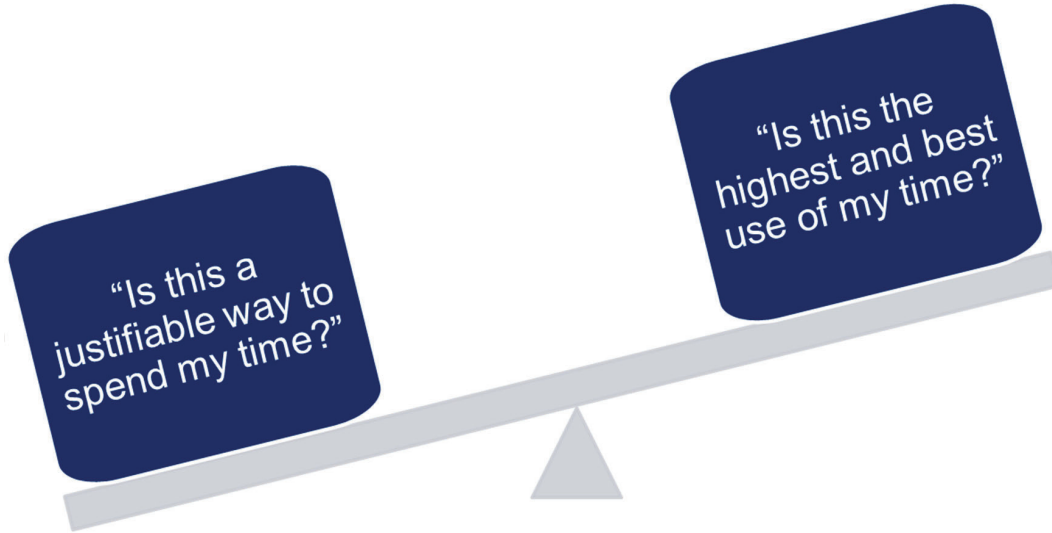 “Is this a
justifiable way to
spend my time?”
“Is this the
highest and best
use of my time?”